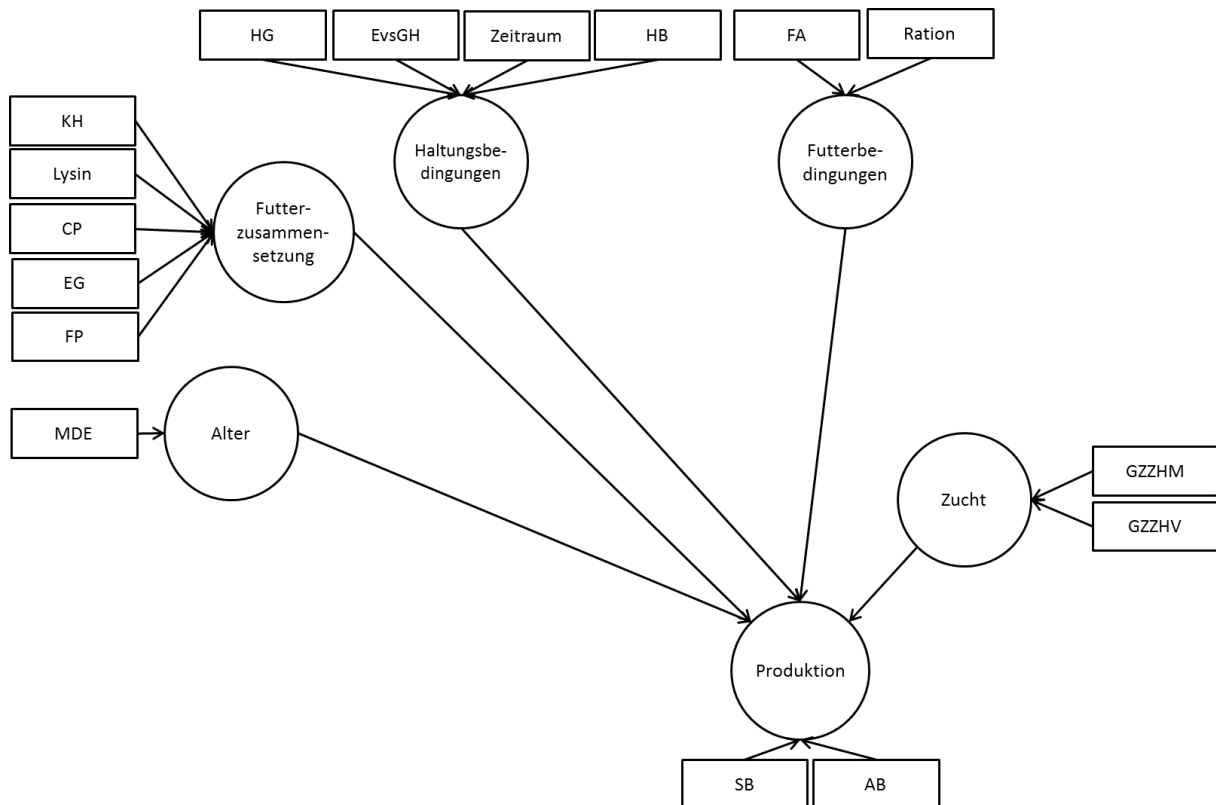 HG
EvsGH
Zeitraum
HB
FA
Ration
KH
Lysin
CP
EG
FP
Haltungsbe-
dingungen
Futterbe-
dingungen
Futter-
zusammen-
setzung
MDE
Alter
Zucht
GZZHM
GZZHV
Produktion
SB
AB